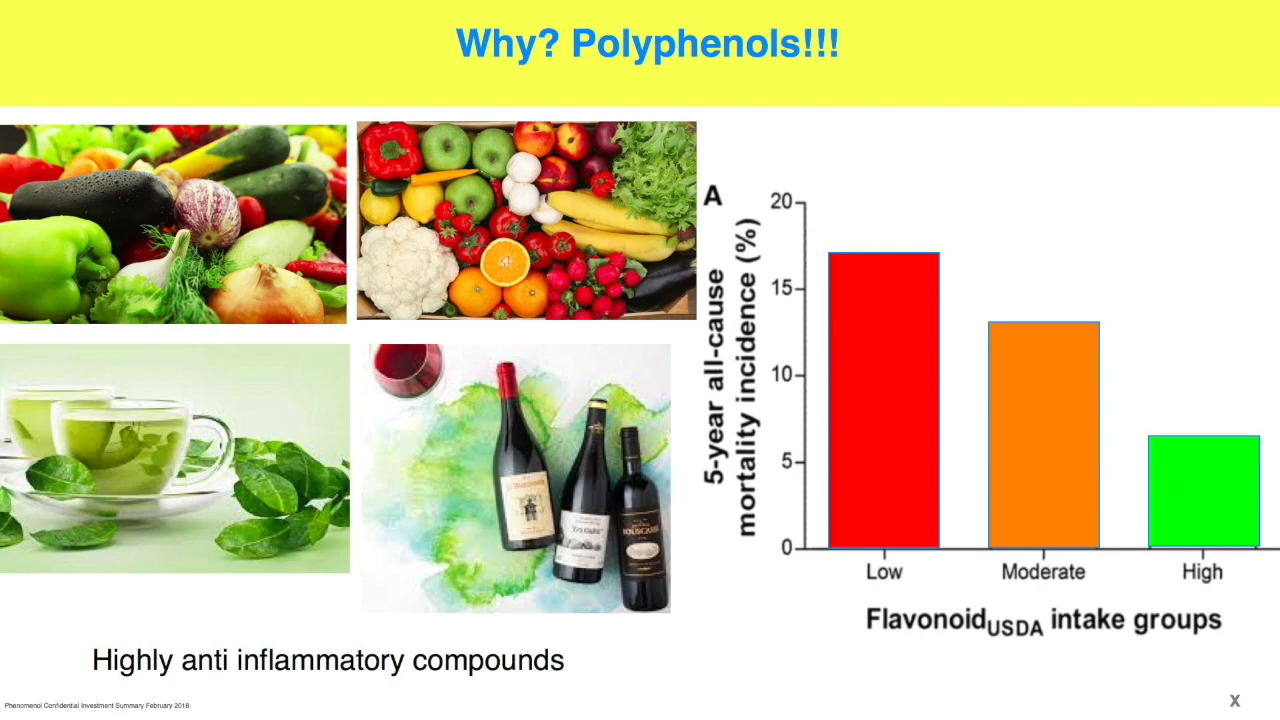 Why? Polyphenols!!!
A
20
15
10
5
0
5-year all-cause
mortality incidence (%)
Low Moderate High
Flavonoid USDA intake groups
Highly anti inflammatory compounds
Phenomenol Confidential Investment Summary February 2018
X